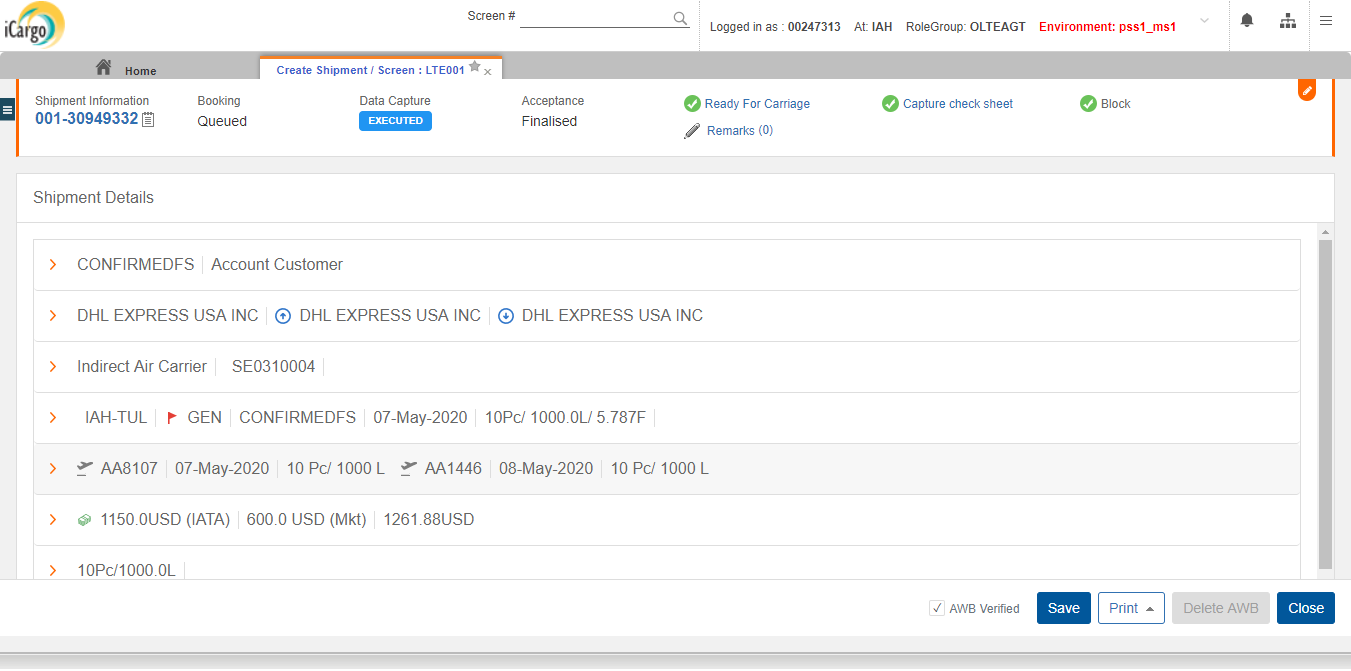 iCargo
Screen #
Logged in as : 00247313 At: IAH RoleGroup: OLTEAGT Environment: pss1_ms1
Home
Create Shipment / Screen : LTE001
Shipment Information
001-30949332
Booking
Queued
Data Capture
EXECUTED
Acceptance
Finalised
Ready For Carriage
Remarks (0)
Capture check sheet
Block
Shipment Details
CONFIRMEDFS Account Customer
DHL EXPRESS USA INC DHL EXPRESS USA INC DHL EXPRESS USA INC
Indirect Air Carrier SE0310004
IAH-TUL GEN CONFIRMEDFS 07-May-2020 10Pc/ 1000.0L/ 5.787F
AA8107 07-May-2020 10 Pc/ 1000 L AA1446 08-May-2020 10 Pc/ 1000 L
1150.0USD (IATA) 600.0 USD (Mkt) 1261.88USD
10Pc/1000.0L
AWB Verified Save Print Delete AWB Close